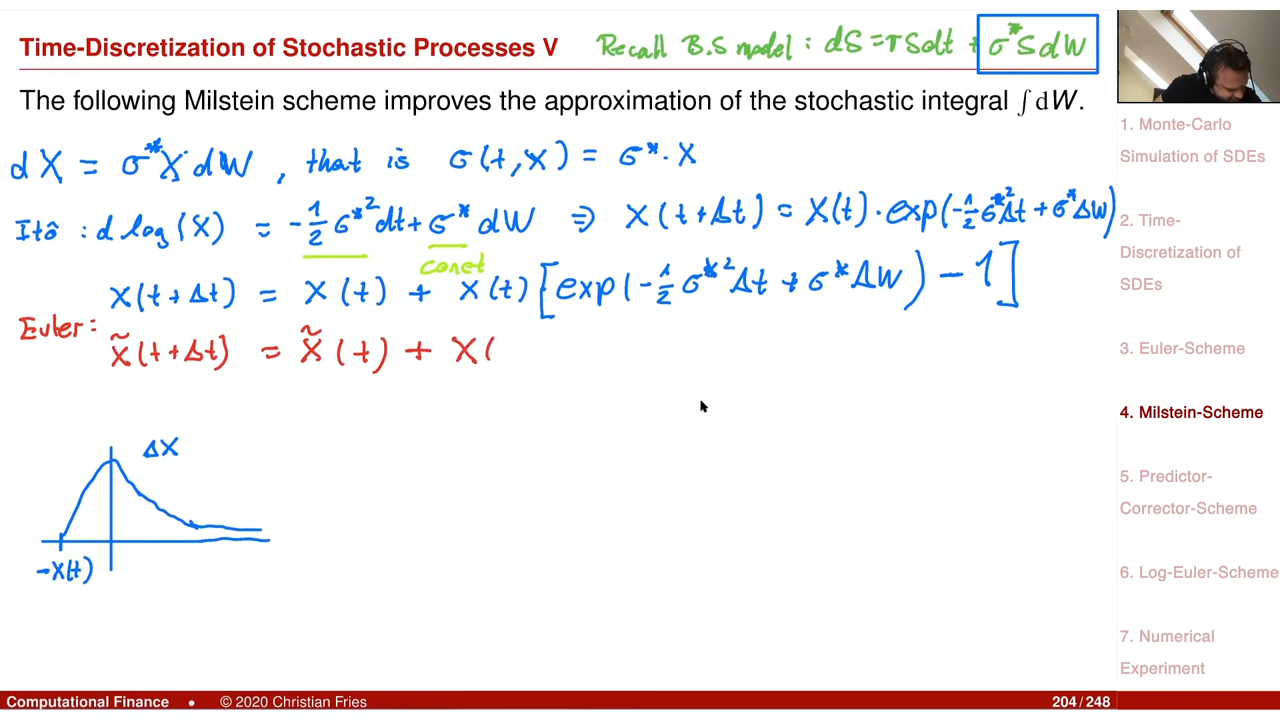 Time-Discretization of Stochastic Processes V
Recall B.S model : dS = r S dt + σ* S dW
The following Milstein scheme improves the approximation of the stochastic integral ∫ dW.
dX = σ* X dW , that is σ(t,X) = σ* · X
Itô : d log(X) = -½ σ*² dt + σ* dW ⇒ X(t+Δt) = X(t) · exp(-½ σ*² Δt + σ* ΔW)
const
X(t+Δt) = X(t) + X(t) [exp(-½ σ*² Δt + σ* ΔW) - 1]
Euler :
X̃(t+Δt) = X̃(t) + X(
ΔX
-X(t)
1. Monte-Carlo
Simulation of SDEs
2. Time-
Discretization of
SDEs
3. Euler-Scheme
4. Milstein-Scheme
5. Predictor-
Corrector-Scheme
6. Log-Euler-Scheme
7. Numerical
Experiment
Computational Finance • © 2020 Christian Fries 204 / 248